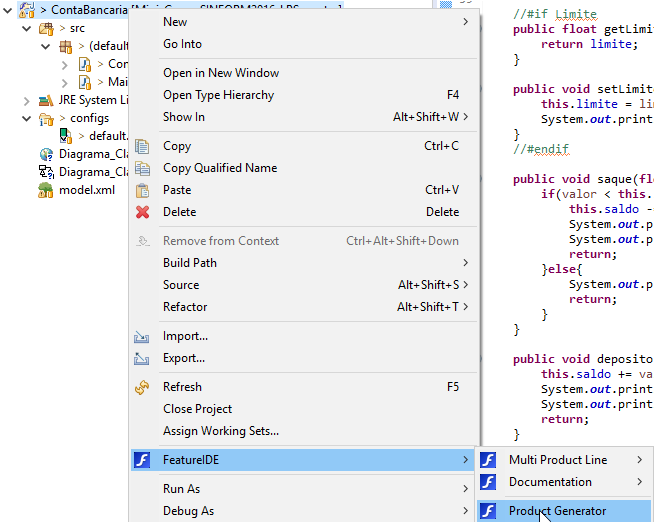 > ContaBancaria
> src
> (default
> Con
> Mai
JRE System Li
> configs
> default.
Diagrama_Cla
Diagrama_Cla
model.xml
New >
Go Into
Open in New Window
Open Type Hierarchy F4
Show In Alt+Shift+W >
Copy Ctrl+C
Copy Qualified Name
Paste Ctrl+V
Delete Delete
Remove from Context Ctrl+Alt+Shift+Down
Build Path >
Source Alt+Shift+S >
Refactor Alt+Shift+T >
Import...
Export...
Refresh F5
Close Project
Assign Working Sets...
FeatureIDE >
Run As >
Debug As >
Multi Product Line >
Documentation >
Product Generator
//#if Limite
public float getLimi
return limite;
}
public void setLimit
this.limite = li
System.out.print
}
//#endif
public void saque(fl
if(valor < this.
this.saldo -
System.out.p
System.out.p
return;
}else{
System.out.p
return;
}
}
public void deposito
this.saldo += va
System.out.print
System.out.print
return;
}